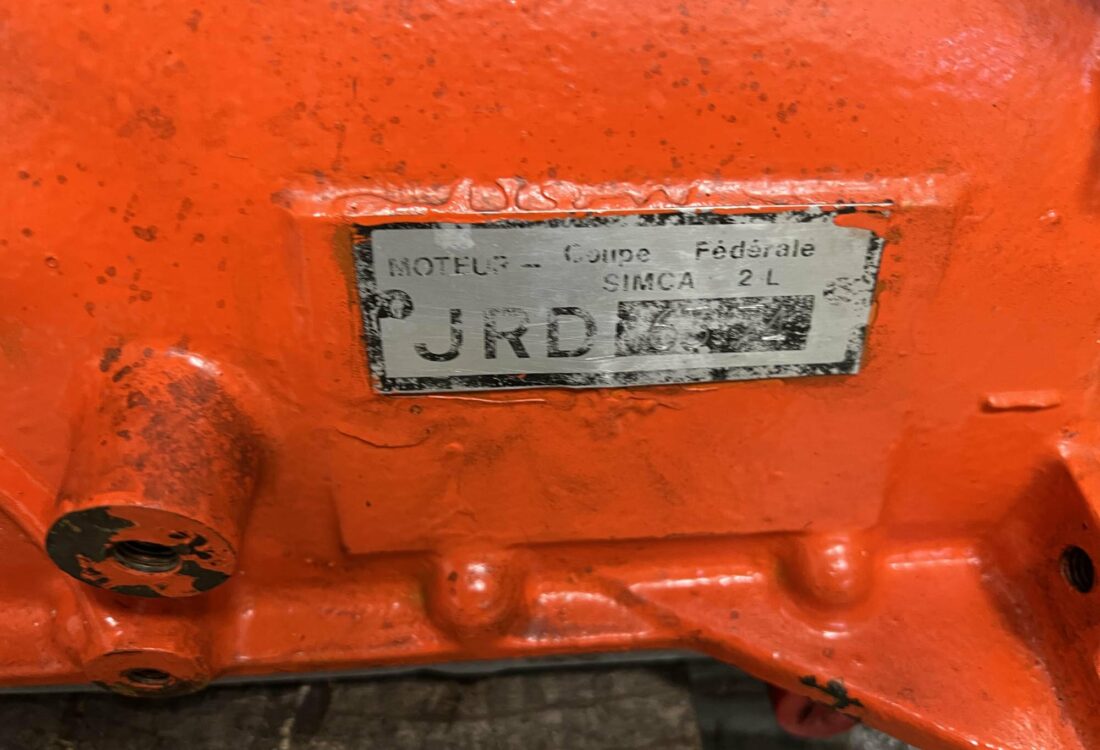 MOTEUR – Coupe Fédérale
SIMCA 2 L
JRD